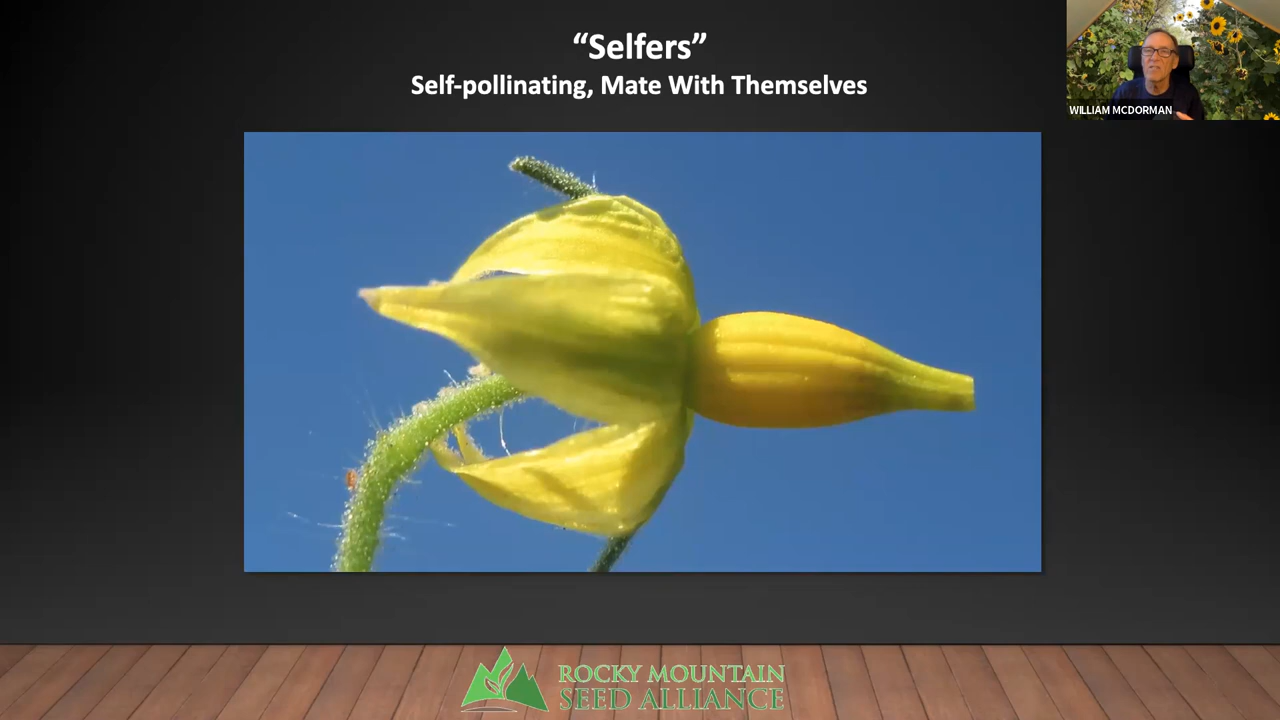 “Selfers”
Self-pollinating, Mate With Themselves
WILLIAM MCDORMAN
ROCKY MOUNTAIN
SEED ALLIANCE